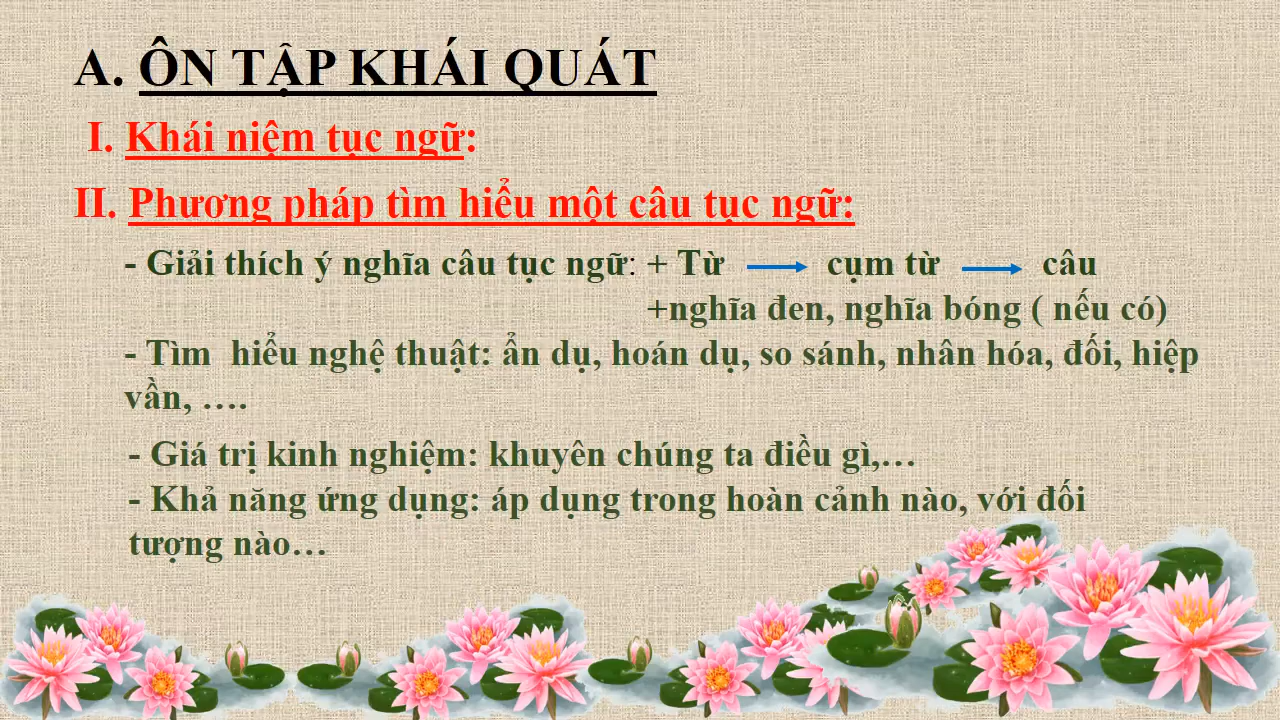 A. ÔN TẬP KHÁI QUÁT
I. Khái niệm tục ngữ:
II. Phương pháp tìm hiểu một câu tục ngữ:
- Giải thích ý nghĩa câu tục ngữ: + Từ → cụm từ → câu
+nghĩa đen, nghĩa bóng ( nếu có)
- Tìm hiểu nghệ thuật: ẩn dụ, hoán dụ, so sánh, nhân hóa, đối, hiệp
vần, ….
- Giá trị kinh nghiệm: khuyên chúng ta điều gì,…
- Khả năng ứng dụng: áp dụng trong hoàn cảnh nào, với đối
tượng nào…